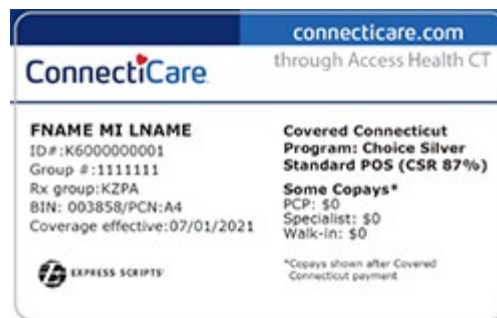 connecticare.com
through Access Health CT
ConnectiCare
FNAME MI LNAME
ID#:K6000000001
Group #:1111111
Rx group:KZPA
BIN: 003858/PCN:A4
Coverage effective:07/01/2021
EXPRESS SCRIPTS
Covered Connecticut
Program: Choice Silver
Standard POS (CSR 87%)
Some Copays*
PCP: $0
Specialist: $0
Walk-in: $0
*Copays shown after Covered
Connecticut payment